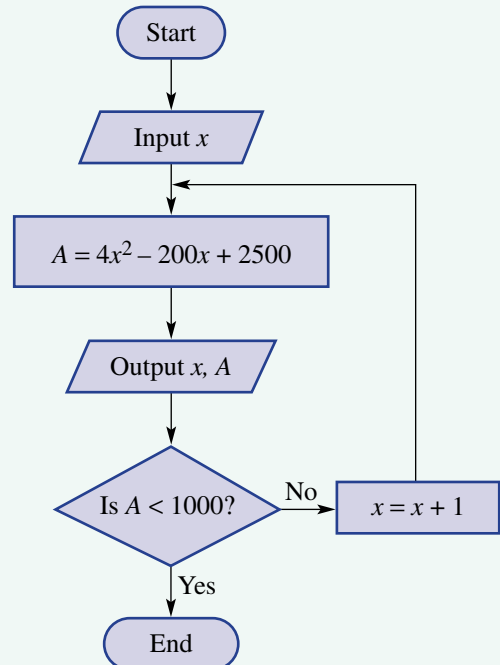 Start
Input x
A = 4x² – 200x + 2500
Output x, A
Is A < 1000?
No
x = x + 1
Yes
End